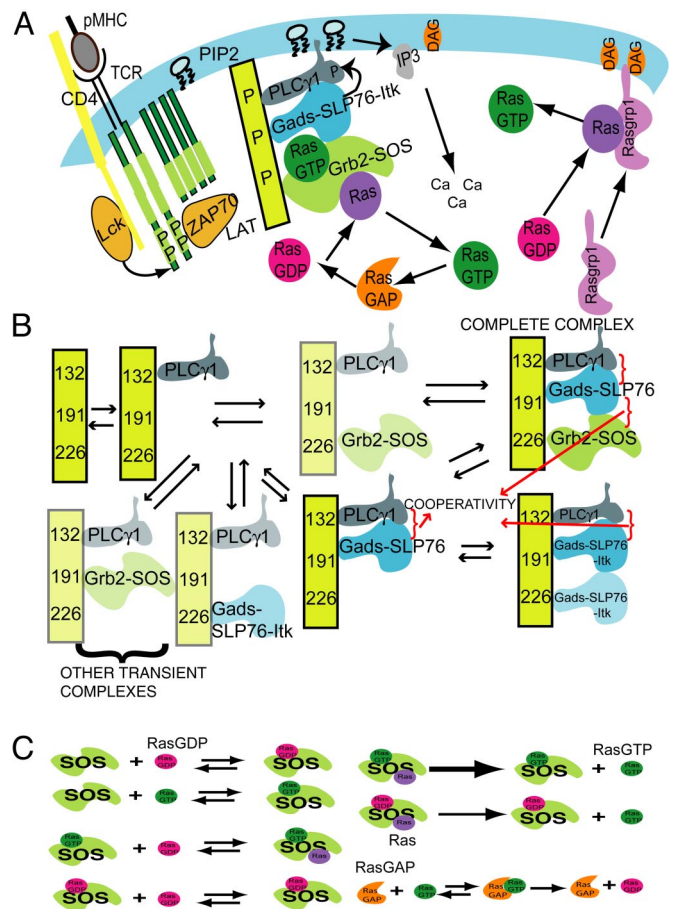 A
pMHC
TCR
CD4
PIP2
Lck
P
P
P
P
ZAP70
LAT
P
P
P
PLCγ1
P
Gads-SLP76-Itk
Ras
GTP
Grb2-SOS
Ras
Ras
GDP
Ras
GAP
Ras
GTP
IP3
DAG
Ca Ca
Ca
DAG
DAG
Ras
GTP
Ras
Rasgrp1
Ras
GDP
Rasgrp1
B
COMPLETE COMPLEX
132
191
226
132
191
226
PLCγ1
132
191
226
PLCγ1
Grb2-SOS
132
191
226
PLCγ1
Gads-SLP76
Grb2-SOS
COOPERATIVITY
132
191
226
PLCγ1
Grb2-SOS
132
191
226
PLCγ1
Gads-
SLP76-Itk
132
191
226
PLCγ1
Gads-SLP76
132
191
226
PLCγ1
Gads-SLP76
-Itk
Gads-SLP76
-Itk
OTHER TRANSIENT
COMPLEXES
C
RasGDP
SOS + Ras GDP
Ras GDP SOS
SOS + Ras GTP
Ras GTP SOS
Ras GTP SOS + Ras GDP
Ras GTP SOS Ras
Ras GDP SOS + Ras GDP
Ras GDP SOS
RasGTP
Ras GTP SOS Ras
Ras GTP SOS + Ras GTP
Ras GDP SOS Ras
Ras GDP SOS + Ras GTP
Ras
RasGAP
Ras GAP + Ras GTP
Ras GAP Ras GTP
Ras GAP + Ras GDP